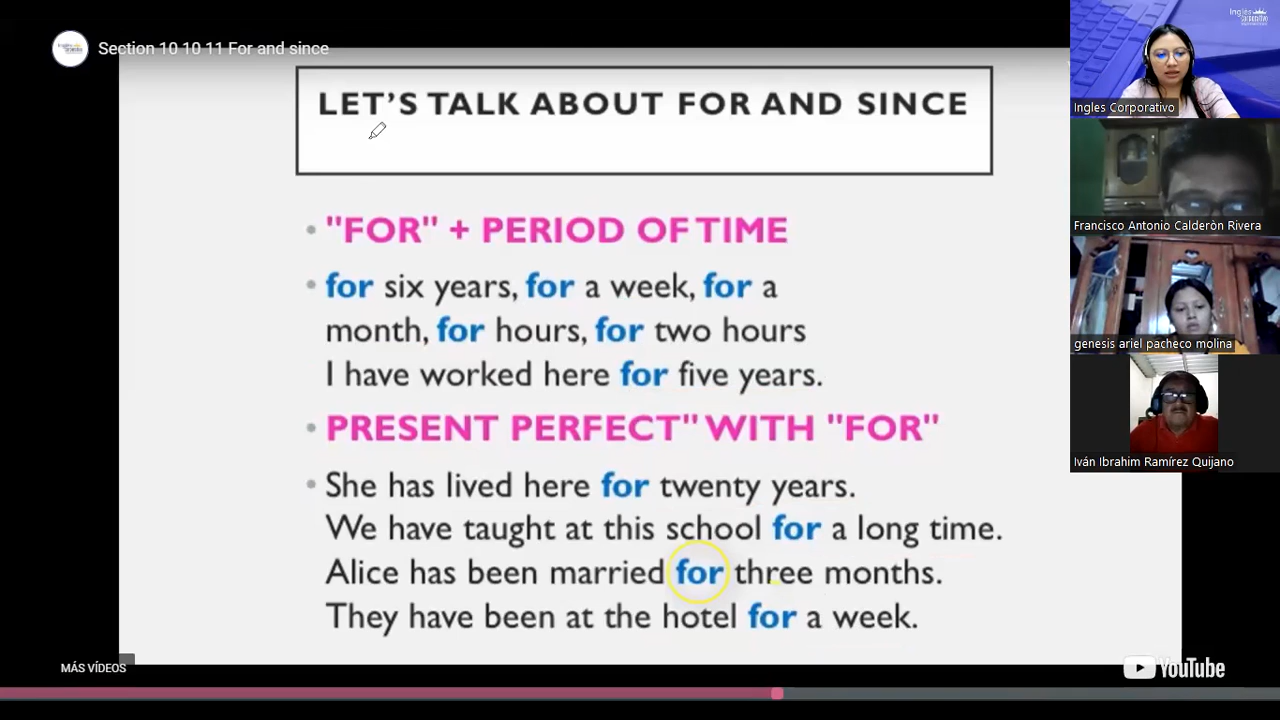 Section 10 10 11 For and since
LET'S TALK ABOUT FOR AND SINCE
"FOR" + PERIOD OF TIME
for six years, for a week, for a
month, for hours, for two hours
I have worked here for five years.
PRESENT PERFECT" WITH "FOR"
She has lived here for twenty years.
We have taught at this school for a long time.
Alice has been married for three months.
They have been at the hotel for a week.
MÁS VÍDEOS
YouTube
Ingles Corporativo
Francisco Antonio Calderòn Rivera
genesis ariel pacheco molina
Iván Ibrahim Ramírez Quijano